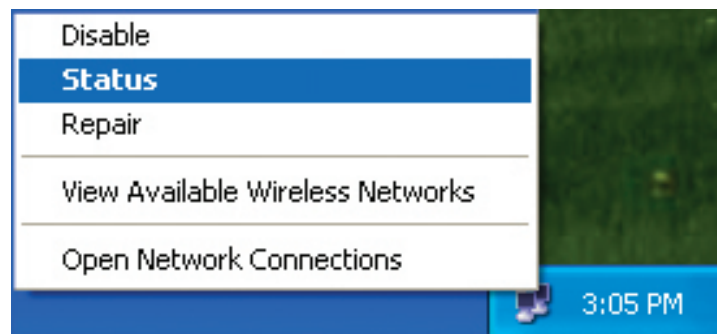 Disable
Status
Repair
View Available Wireless Networks
Open Network Connections
3:05 PM